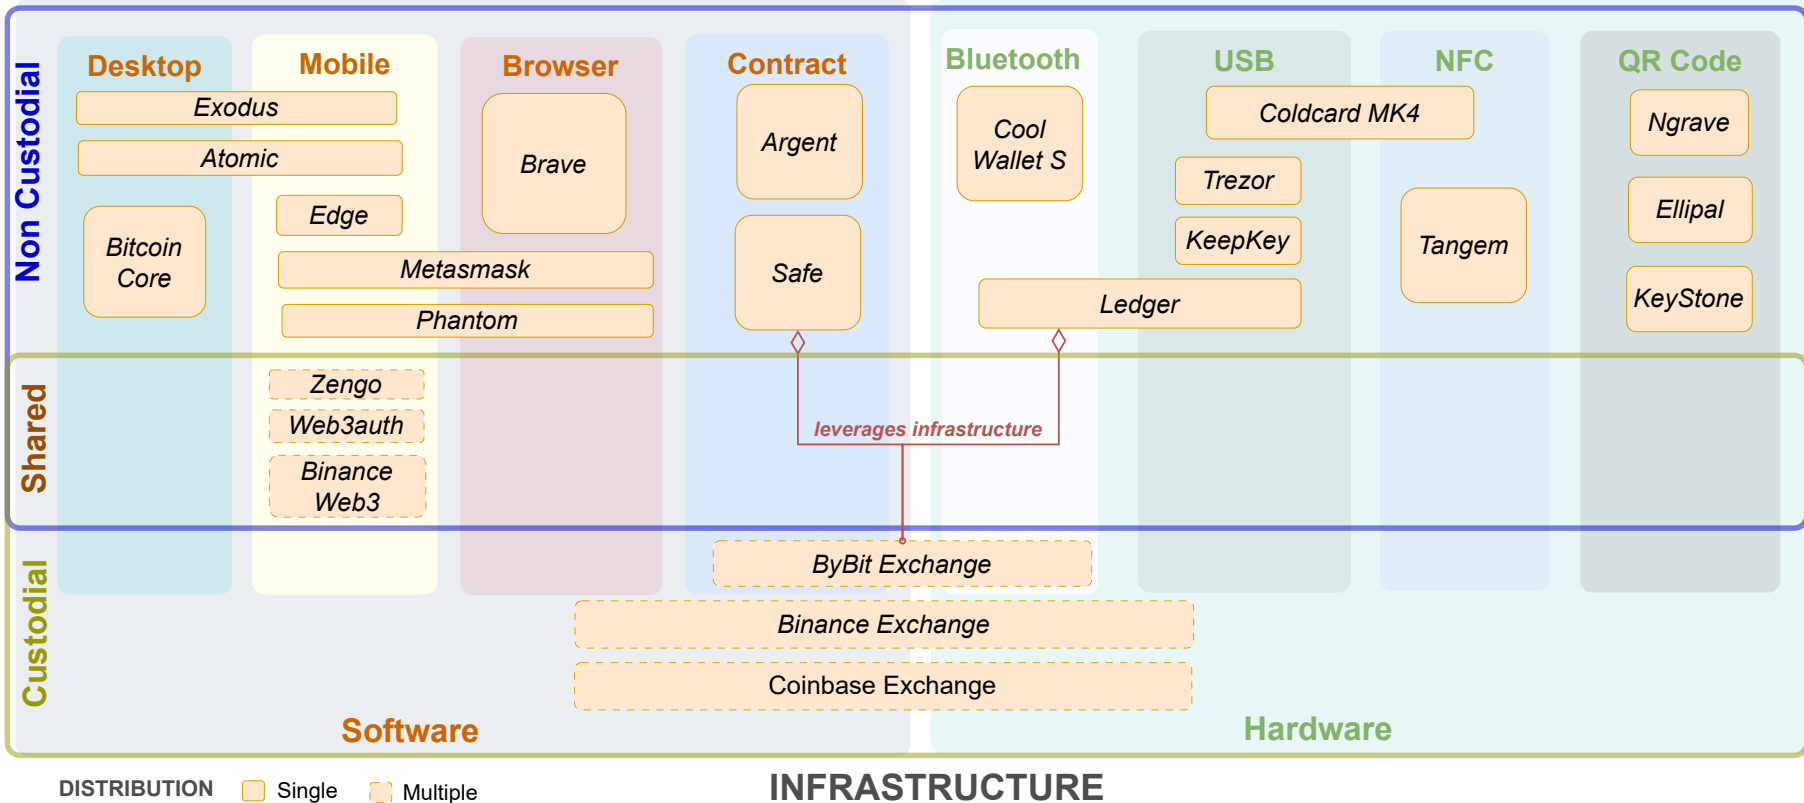 Desktop
Mobile
Browser
Contract
Bluetooth
USB
NFC
QR Code
Non Custodial
Exodus
Atomic
Bitcoin
Core
Edge
Metasmask
Phantom
Brave
Argent
Safe
Cool
Wallet S
Coldcard MK4
Trezor
KeepKey
Ledger
Tangem
Ngrave
Ellipal
KeyStone
Shared
Zengo
Web3auth
Binance
Web3
leverages infrastructure
Custodial
ByBit Exchange
Binance Exchange
Coinbase Exchange
Software
Hardware
DISTRIBUTION
Single
Multiple
INFRASTRUCTURE